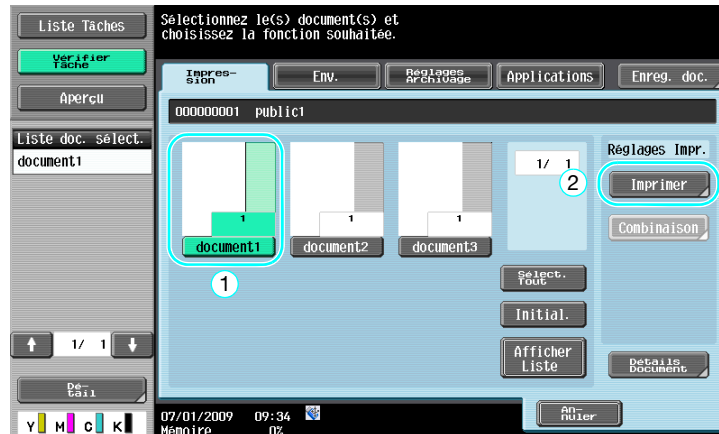 Liste Tâches
Vérifier
Tâche
Aperçu
Liste doc. sélect.
document1
1/ 1
Dé-
tail
Y M C K
Sélectionnez le(s) document(s) et
choisissez la fonction souhaitée.
Impres-
sion
Env.
Réglages
Archivage
Applications
Enreg. doc.
000000001 public1
1
document1
1
document2
1
document3
1
1/ 1
2
Sélect.
Tout
Initial.
Afficher
Liste
Réglages Impr.
Imprimer
Combinaison
Détails
Document
An-
nuler
07/01/2009 09:34
Mémoire 0%